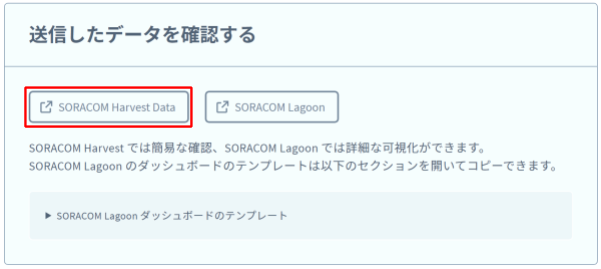 送信したデータを確認する
SORACOM Harvest Data
SORACOM Lagoon
SORACOM Harvest では簡易な確認、SORACOM Lagoon では詳細な可視化ができます。
SORACOM Lagoon のダッシュボードのテンプレートは以下のセクションを開いてコピーできます。
▶ SORACOM Lagoon ダッシュボードのテンプレート